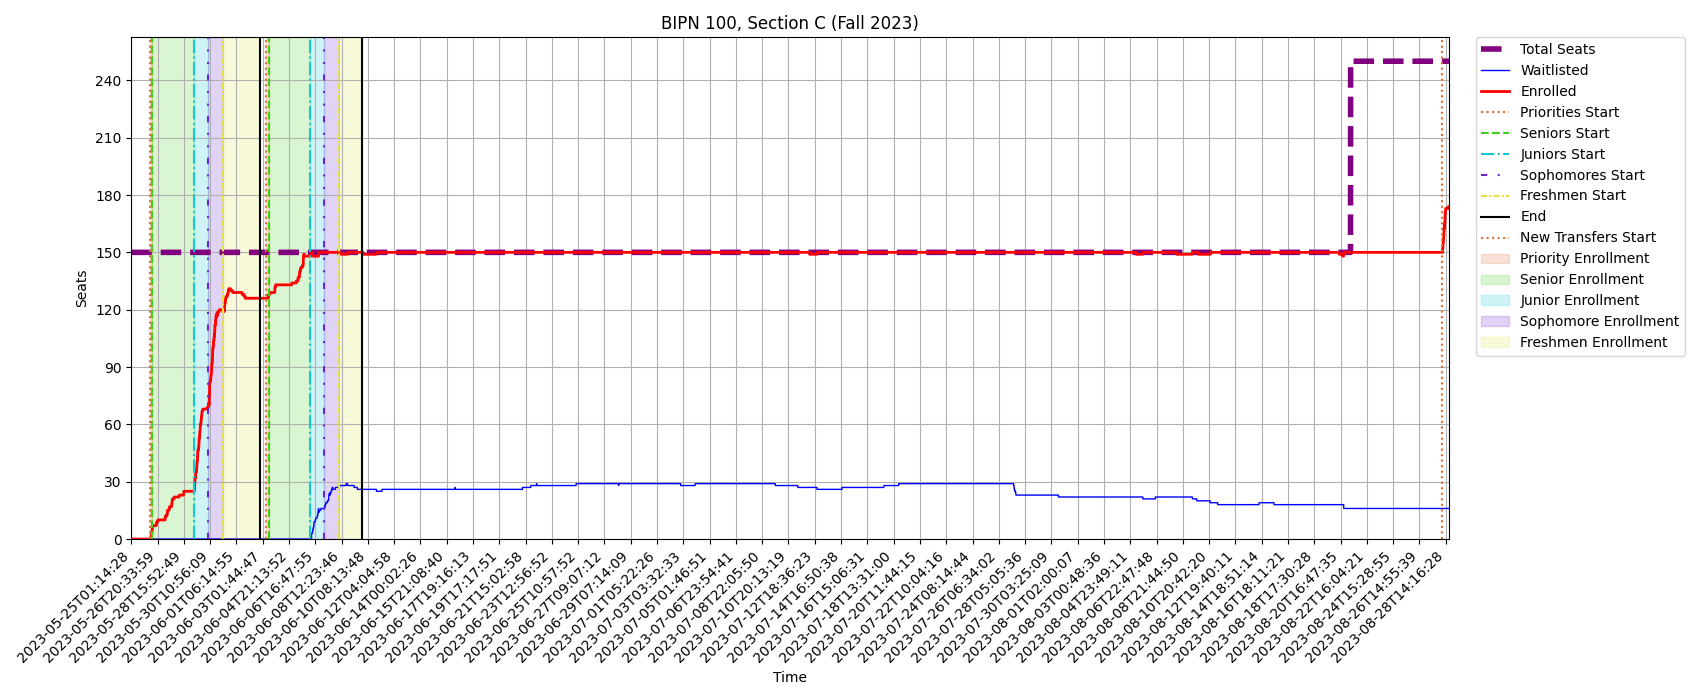 BIPN 100, Section C (Fall 2023)
Seats
240
210
180
150
120
90
60
30
0
Total Seats
Waitlisted
Enrolled
Priorities Start
Seniors Start
Juniors Start
Sophomores Start
Freshmen Start
End
New Transfers Start
Priority Enrollment
Senior Enrollment
Junior Enrollment
Sophomore Enrollment
Freshmen Enrollment
2023-05-25T01:14:28
2023-05-26T20:33:59
2023-05-28T15:52:49
2023-05-30T10:56:09
2023-06-01T06:14:55
2023-06-03T01:44:47
2023-06-04T21:13:52
2023-06-06T16:47:55
2023-06-08T12:23:46
2023-06-10T08:13:48
2023-06-12T04:04:58
2023-06-14T00:02:26
2023-06-15T21:08:40
2023-06-17T19:16:13
2023-06-19T17:17:51
2023-06-21T15:02:58
2023-06-23T12:56:52
2023-06-25T10:57:52
2023-06-27T09:07:12
2023-06-29T07:14:09
2023-07-01T05:22:26
2023-07-03T03:32:33
2023-07-05T01:46:51
2023-07-06T23:54:41
2023-07-08T22:05:50
2023-07-10T20:13:19
2023-07-12T18:36:23
2023-07-14T16:50:38
2023-07-16T15:06:31
2023-07-18T13:31:00
2023-07-20T11:44:15
2023-07-22T10:04:16
2023-07-24T08:14:44
2023-07-26T06:34:02
2023-07-28T05:05:36
2023-07-30T03:25:09
2023-08-01T02:00:07
2023-08-03T00:48:36
2023-08-04T23:49:11
2023-08-06T22:47:48
2023-08-08T21:44:50
2023-08-10T20:42:20
2023-08-12T19:40:11
2023-08-14T18:51:14
2023-08-16T18:11:21
2023-08-18T17:30:28
2023-08-20T16:47:35
2023-08-22T16:04:21
2023-08-24T15:28:55
2023-08-26T14:55:39
2023-08-28T14:16:28
Time